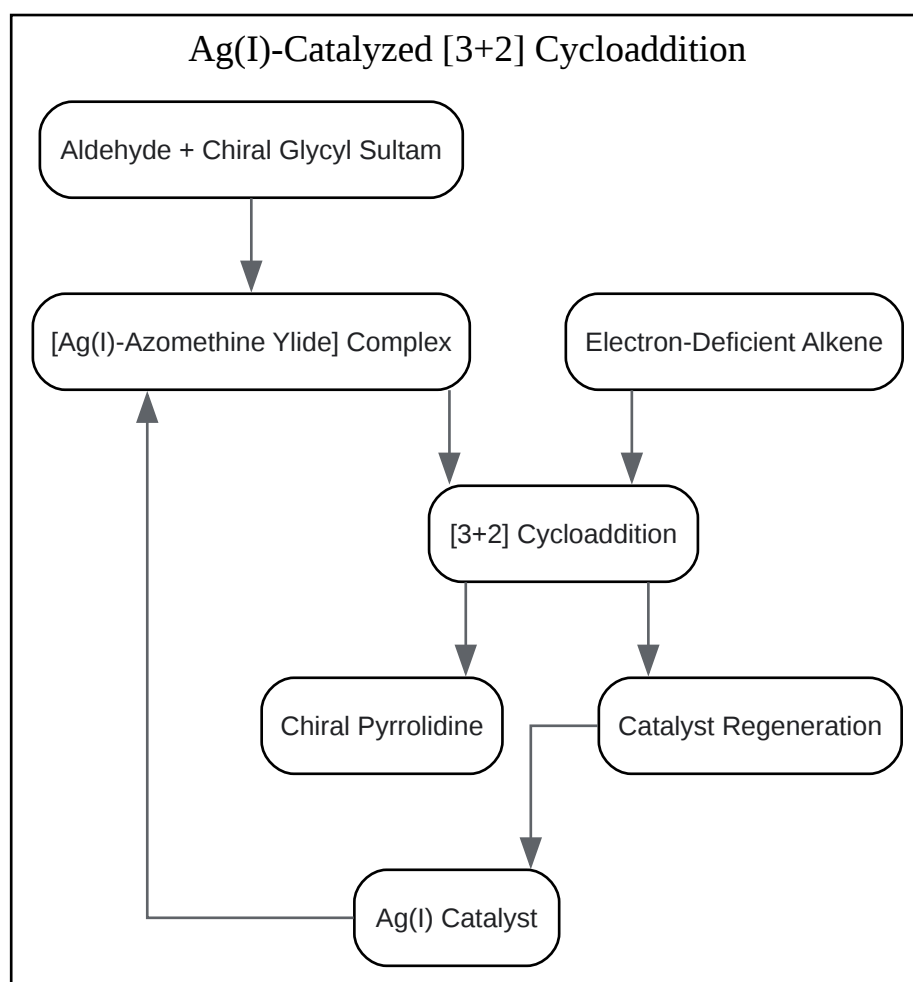 Ag(I)-Catalyzed [3+2] Cycloaddition
Aldehyde + Chiral Glycyl Sultam
[Ag(I)-Azomethine Ylide] Complex
Electron-Deficient Alkene
[3+2] Cycloaddition
Chiral Pyrrolidine
Catalyst Regeneration
Ag(I) Catalyst